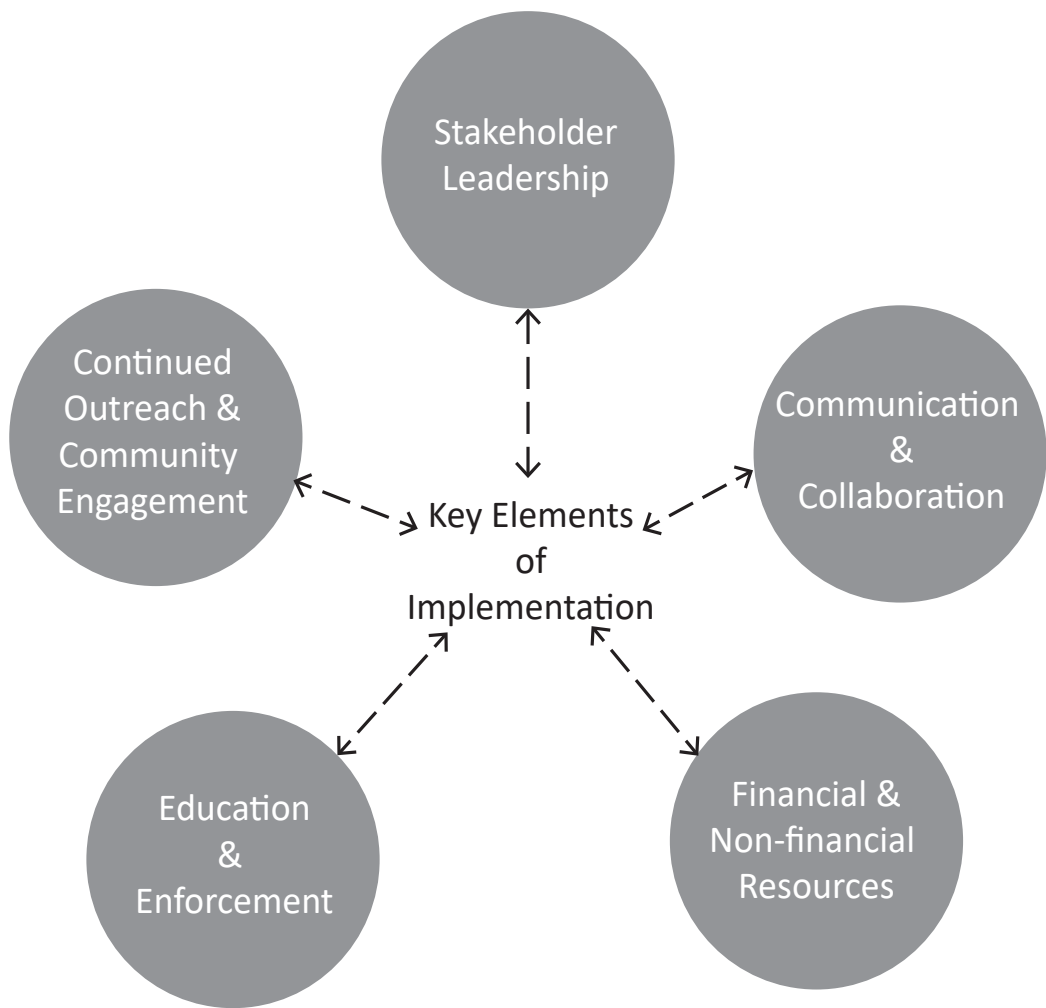 Stakeholder
Leadership
Continued
Outreach &
Community
Engagement
Communication
&
Collaboration
Key Elements
of
Implementation
Education
&
Enforcement
Financial &
Non-financial
Resources